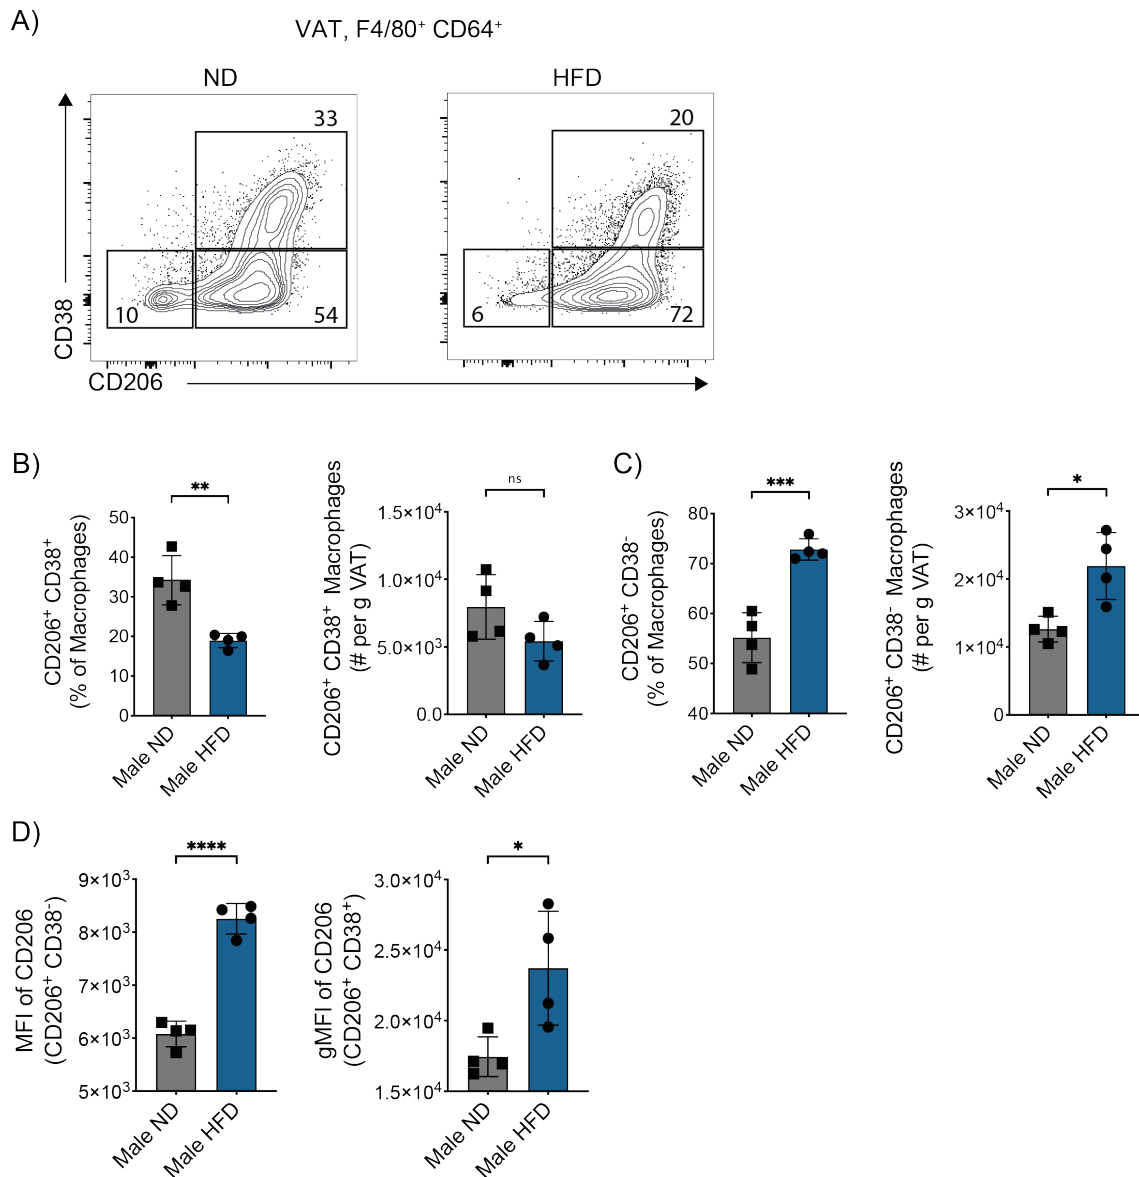 A)
VAT, F4/80⁺ CD64⁺
ND
HFD
33
10
54
20
6
72
CD38
CD206
B)
**
CD206⁺ CD38⁺
(% of Macrophages)
50
40
30
20
10
0
Male ND
Male HFD
ns
CD206⁺ CD38⁺ Macrophages
(# per g VAT)
1.5×10⁴
1.0×10⁴
5.0×10³
0.0
Male ND
Male HFD
C)
***
CD206⁺ CD38⁻
(% of Macrophages)
80
70
60
50
40
Male ND
Male HFD
*
CD206⁺ CD38⁻ Macrophages
(# per g VAT)
3×10⁴
2×10⁴
1×10⁴
0
Male ND
Male HFD
D)
****
MFI of CD206
(CD206⁺ CD38⁻)
9×10³
8×10³
7×10³
6×10³
5×10³
Male ND
Male HFD
*
gMFI of CD206
(CD206⁺ CD38⁺)
3.0×10⁴
2.5×10⁴
2.0×10⁴
1.5×10⁴
Male ND
Male HFD